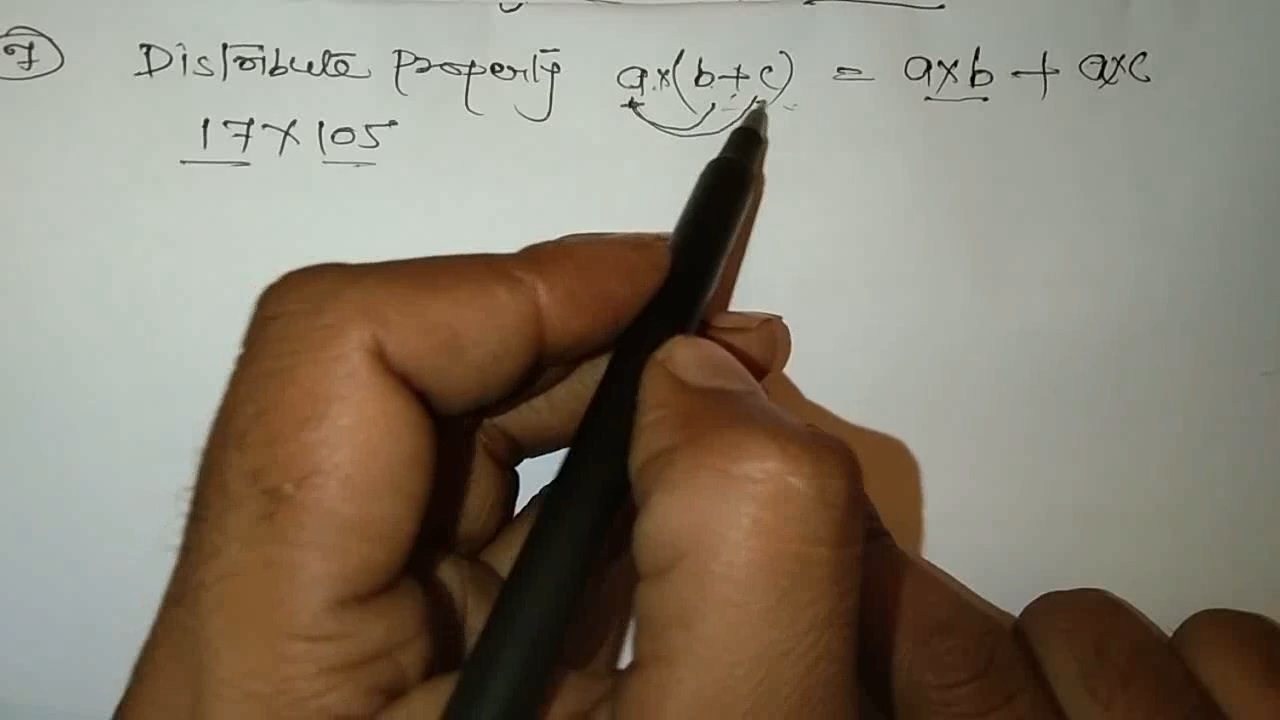 7 Distribute Property a×(b+c) = a×b + a×c
17×105